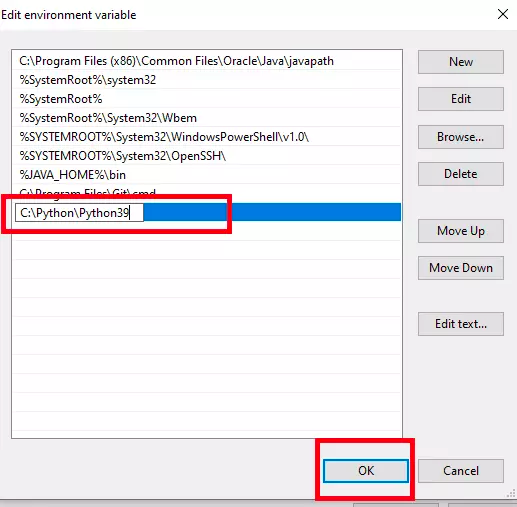 Edit environment variable
C:\Program Files (x86)\Common Files\Oracle\Java\javapath
%SystemRoot%\system32
%SystemRoot%
%SystemRoot%\System32\Wbem
%SYSTEMROOT%\System32\WindowsPowerShell\v1.0\
%SYSTEMROOT%\System32\OpenSSH\
%JAVA_HOME%\bin
C:\Program Files\Git\cmd
C:\Python\Python39
New
Edit
Browse...
Delete
Move Up
Move Down
Edit text...
OK
Cancel